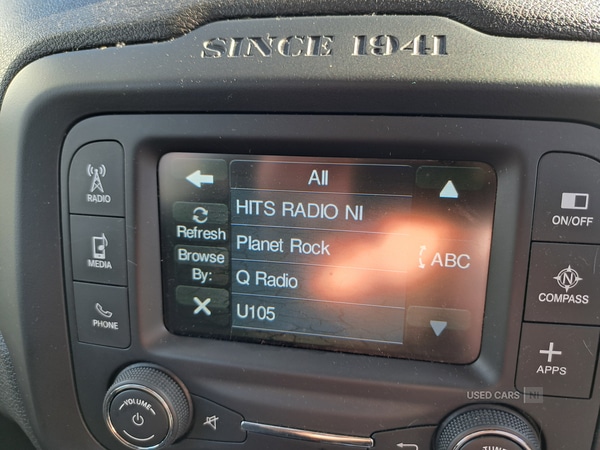 SINCE 1941
RADIO
MEDIA
PHONE
VOLUME
All
HITS RADIO NI
Refresh
Planet Rock
Browse
By:
Q Radio
U105
ABC
ON/OFF
COMPASS
APPS
USED CARS NI
TUNE